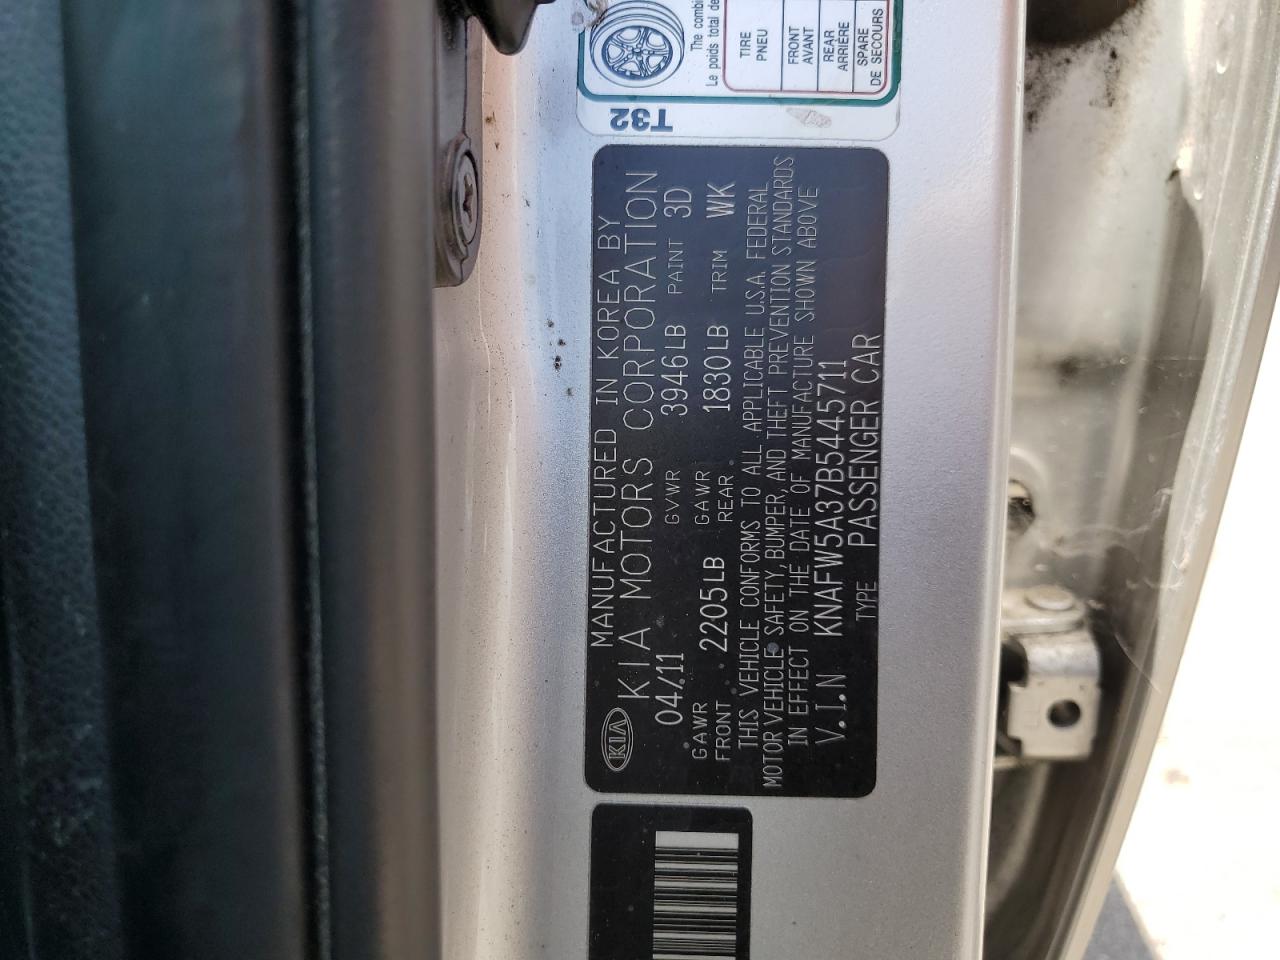 MANUFACTURED IN KOREA BY
KIA KIA MOTORS CORPORATION
04/11 GVWR 3946LB PAINT 3D
GAWR FRONT 2205LB GAWR REAR 1830LB TRIM WK
THIS VEHICLE CONFORMS TO ALL APPLICABLE U.S.A. FEDERAL
MOTOR VEHICLE SAFETY, BUMPER, AND THEFT PREVENTION STANDARDS
IN EFFECT ON THE DATE OF MANUFACTURE SHOWN ABOVE
V.I.N KNAFW5A37B5445711
TYPE PASSENGER CAR
T32
The combi
Le poids total de
TIRE
PNEU
FRONT
AVANT
REAR
ARRIÈRE
SPARE
DE SECOURS